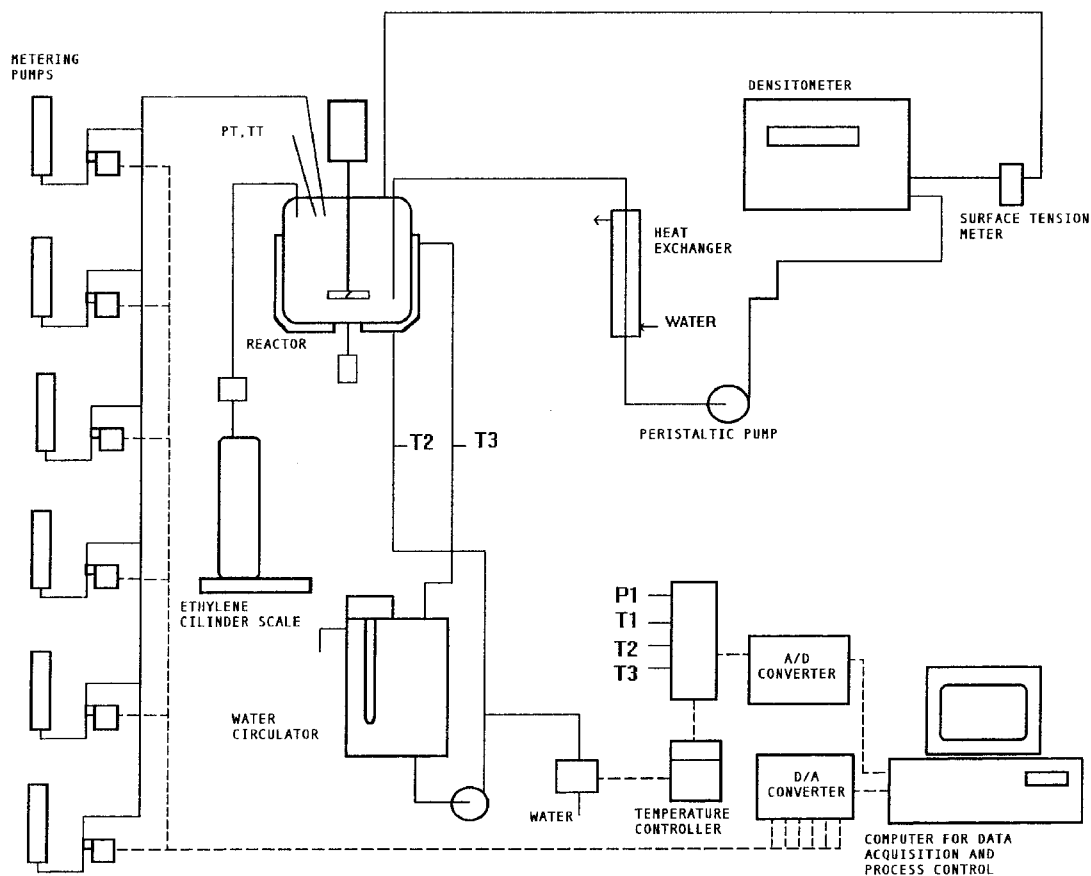 METERING
PUMPS
PT,TT
DENSITOMETER
SURFACE TENSION
METER
HEAT
EXCHANGER
WATER
REACTOR
PERISTALTIC PUMP
T2
T3
ETHYLENE
CILINDER SCALE
P1
T1
T2
T3
A/D
CONVERTER
WATER
CIRCULATOR
D/A
CONVERTER
WATER
TEMPERATURE
CONTROLLER
COMPUTER FOR DATA
ACQUISITION AND
PROCESS CONTROL